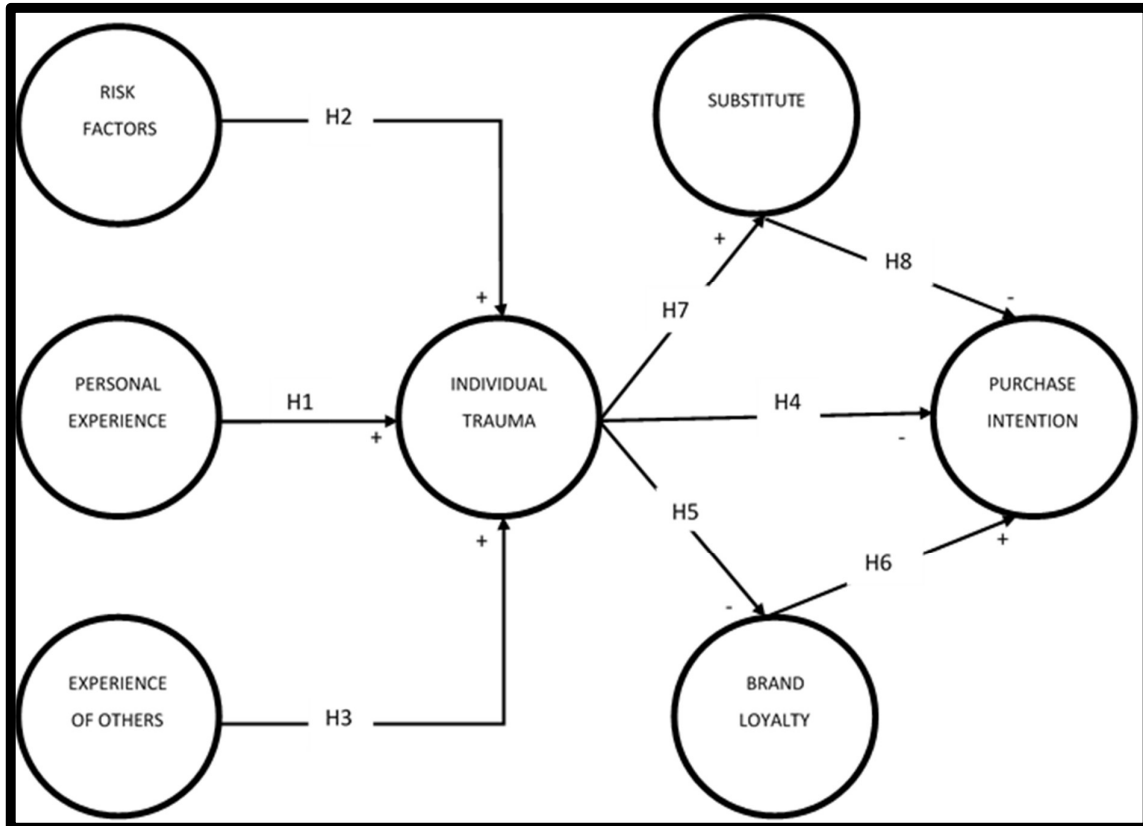 RISK
FACTORS
H2
+
SUBSTITUTE
+
H7
H8
-
PERSONAL
EXPERIENCE
H1
+
INDIVIDUAL
TRAUMA
H4
-
PURCHASE
INTENTION
EXPERIENCE
OF OTHERS
H3
+
H5
-
H6
+
BRAND
LOYALTY